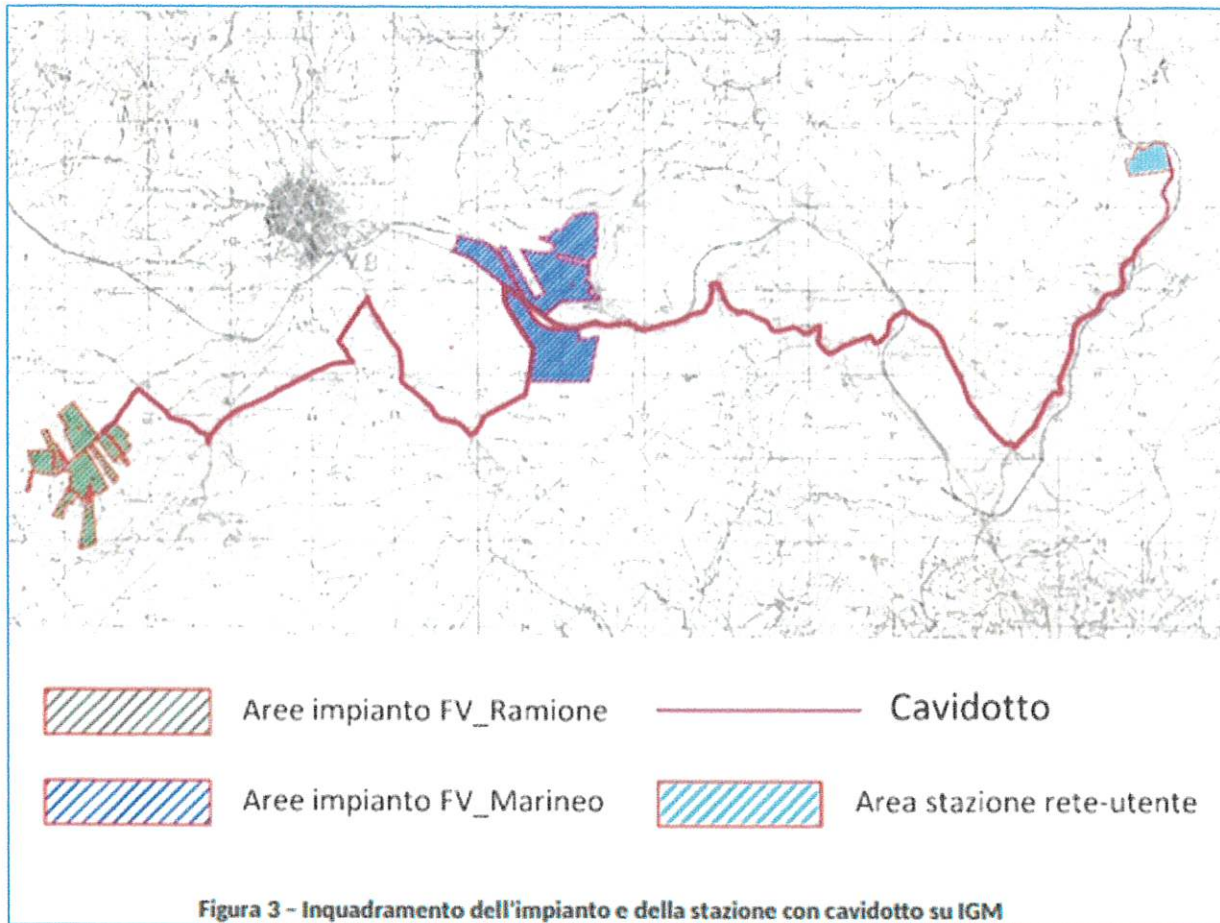 Aree impianto FV_Ramione
Cavidotto
Aree impianto FV_Marineo
Area stazione rete-utente
Figura 3 – Inquadramento dell'impianto e della stazione con cavidotto su IGM